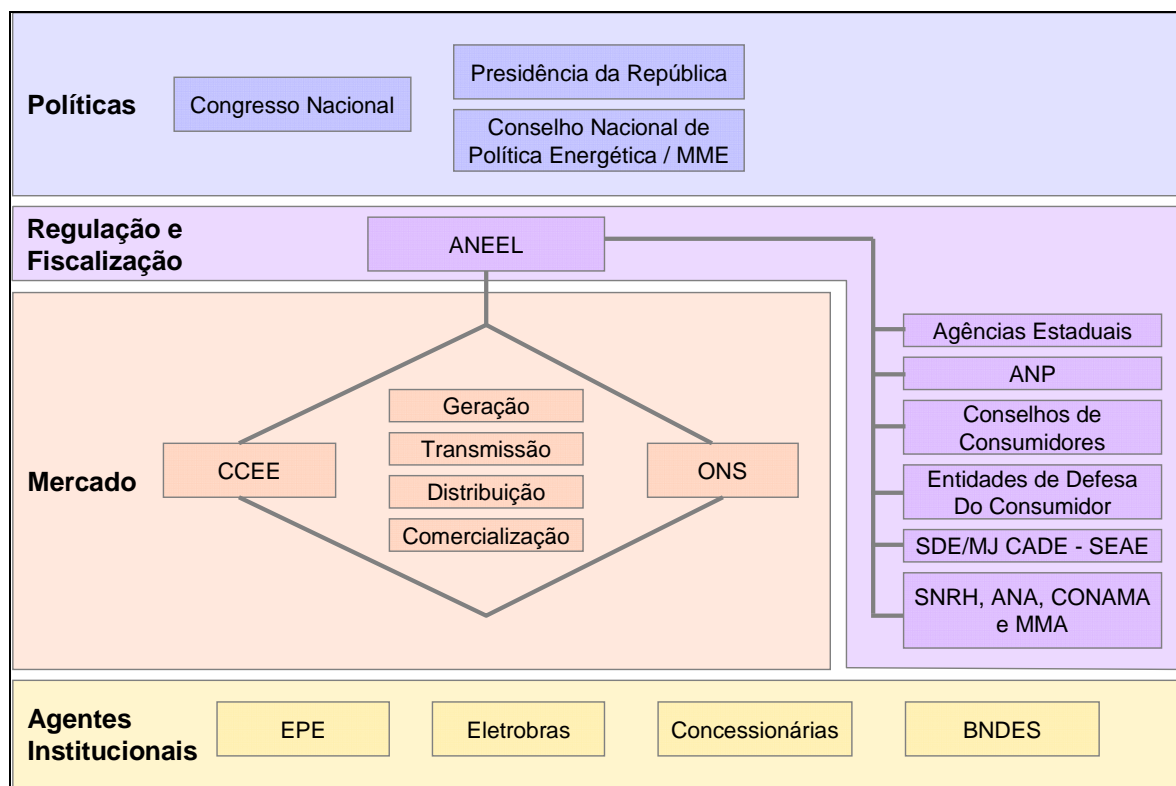 Políticas
Congresso Nacional
Presidência da República
Conselho Nacional de
Política Energética / MME
Regulação e
Fiscalização
ANEEL
Agências Estaduais
ANP
Conselhos de
Consumidores
Entidades de Defesa
Do Consumidor
SDE/MJ CADE - SEAE
SNRH, ANA, CONAMA
e MMA
Mercado
CCEE
Geração
Transmissão
Distribuição
Comercialização
ONS
Agentes
Institucionais
EPE
Eletrobras
Concessionárias
BNDES